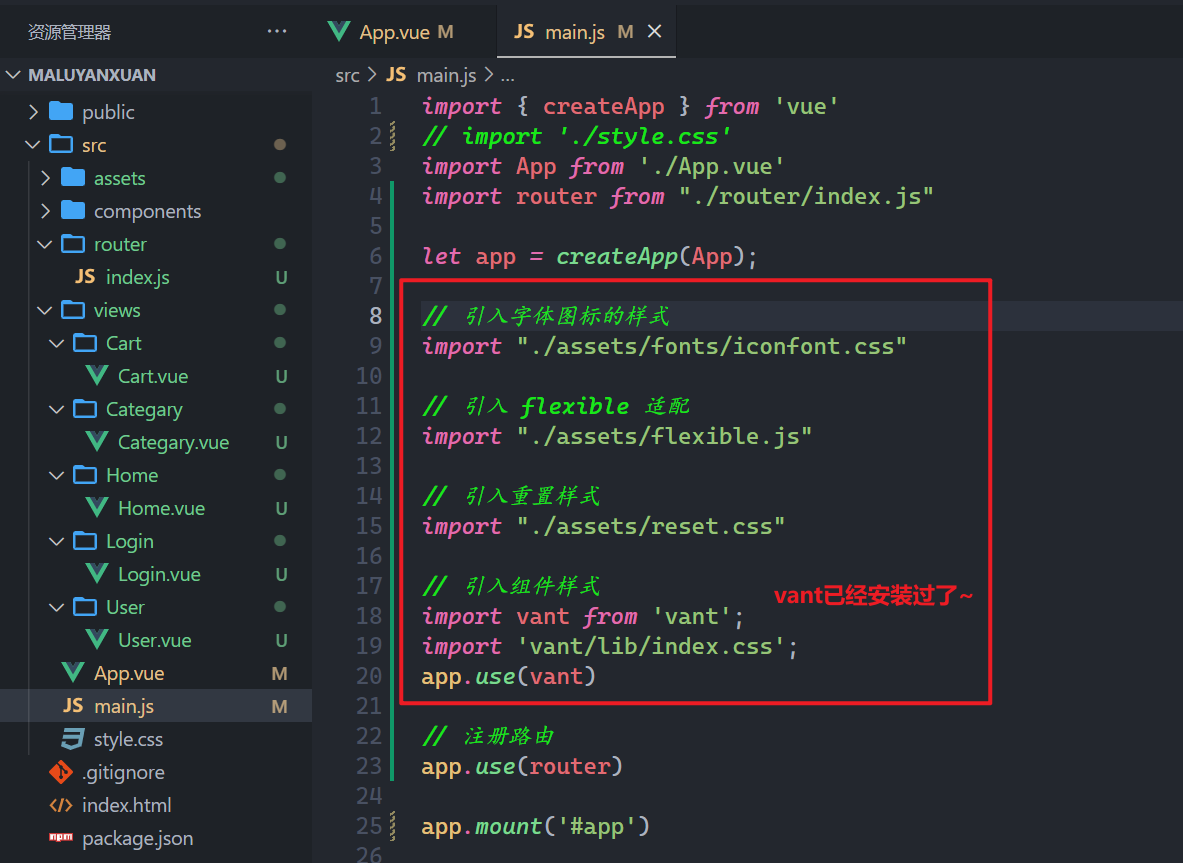 资源管理器
···
App.vue M
JS main.js M
MALUYANXUAN
src > JS main.js > ...
public
src
assets
components
router
JS index.js U
views
Cart
Cart.vue U
Categary
Categary.vue U
Home
Home.vue U
Login
Login.vue U
User
User.vue U
App.vue M
JS main.js M
style.css
.gitignore
index.html
package.json
1 import { createApp } from 'vue'
2 // import './style.css'
3 import App from './App.vue'
4 import router from "./router/index.js"
5
6 let app = createApp(App);
7
8 // 引入字体图标的样式
9 import "./assets/fonts/iconfont.css"
10
11 // 引入 flexible 适配
12 import "./assets/flexible.js"
13
14 // 引入重置样式
15 import "./assets/reset.css"
16
17 // 引入组件样式
vant已经安装过了~
18 import vant from 'vant';
19 import 'vant/lib/index.css';
20 app.use(vant)
21
22 // 注册路由
23 app.use(router)
24
25 app.mount('#app')
26